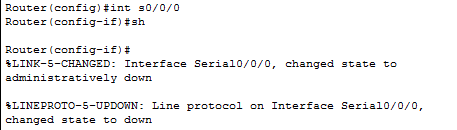 Router(config)#int s0/0/0
Router(config-if)#sh
Router(config-if)#
%LINK-5-CHANGED: Interface Serial0/0/0, changed state to
administratively down
%LINEPROTO-5-UPDOWN: Line protocol on Interface Serial0/0/0,
changed state to down